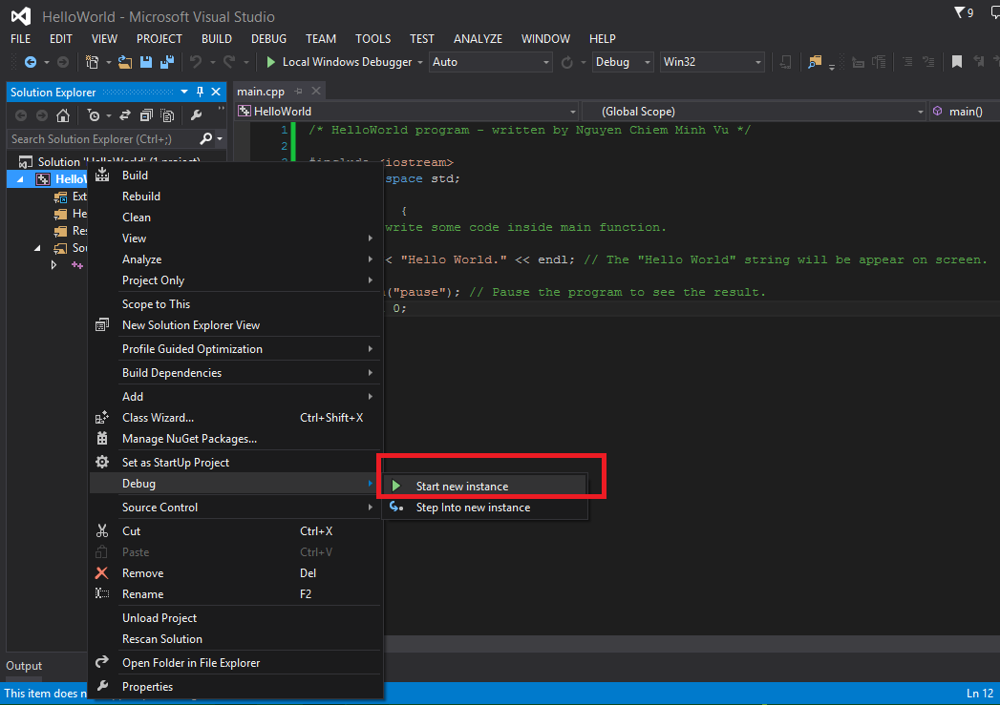 HelloWorld - Microsoft Visual Studio
9
FILE EDIT VIEW PROJECT BUILD DEBUG TEAM TOOLS TEST ANALYZE WINDOW HELP
Local Windows Debugger Auto Debug Win32
Solution Explorer
main.cpp
HelloWorld (Global Scope) main()
Search Solution Explorer (Ctrl+;)
1 /* HelloWorld program - written by Nguyen Chiem Minh Vu */
2
<iostream>
space std;
{
write some code inside main function.
< "Hello World." << endl; // The "Hello World" string will be appear on screen.
("pause"); // Pause the program to see the result.
0;
Solution 'HelloWorld' (1 project)
HelloW
Ext
He
Res
Sou
Build
Rebuild
Clean
View
Analyze
Project Only
Scope to This
New Solution Explorer View
Profile Guided Optimization
Build Dependencies
Add
Class Wizard... Ctrl+Shift+X
Manage NuGet Packages...
Set as StartUp Project
Debug
Source Control
Cut Ctrl+X
Paste Ctrl+V
Remove Del
Rename F2
Unload Project
Rescan Solution
Open Folder in File Explorer
Properties
Start new instance
Step Into new instance
Output
This item does n
Ln 12